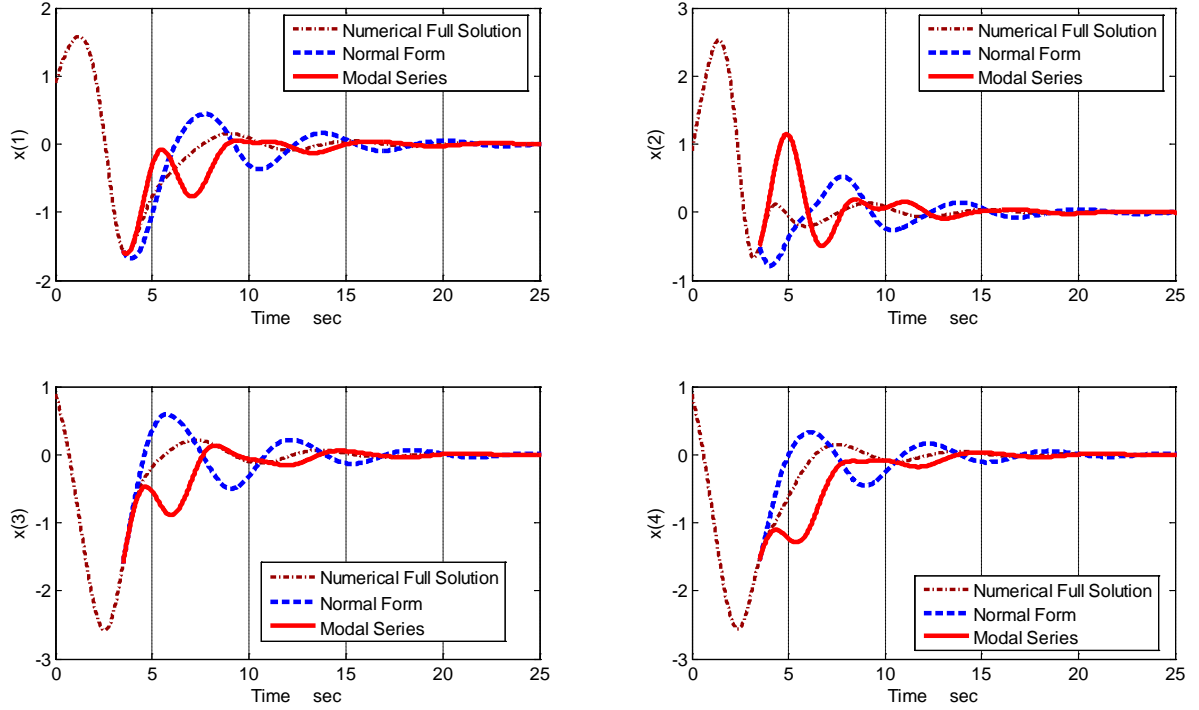 2
1
0
-1
-2
x(1)
0
5
10
15
20
25
Time sec
Numerical Full Solution
Normal Form
Modal Series
3
2
1
0
-1
x(2)
0
5
10
15
20
25
Time sec
Numerical Full Solution
Normal Form
Modal Series
1
0
-1
-2
-3
x(3)
0
5
10
15
20
25
Time sec
Numerical Full Solution
Normal Form
Modal Series
1
0
-1
-2
-3
x(4)
0
5
10
15
20
25
Time sec
Numerical Full Solution
Normal Form
Modal Series